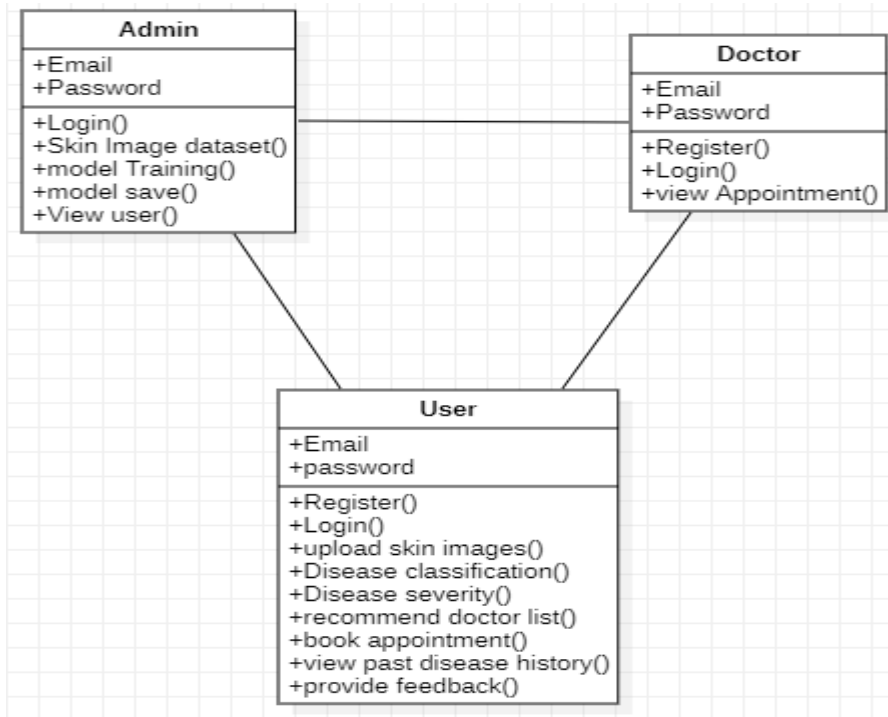 Admin
+Email
+Password
+Login()
+Skin Image dataset()
+model Training()
+model save()
+View user()
Doctor
+Email
+Password
+Register()
+Login()
+view Appointment()
User
+Email
+password
+Register()
+Login()
+upload skin images()
+Disease classification()
+Disease severity()
+recommend doctor list()
+book appointment()
+view past disease history()
+provide feedback()